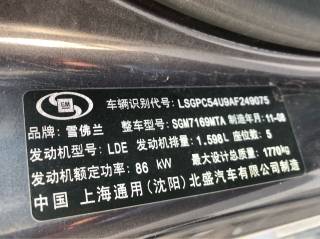 GM
车辆识别代号: LSGPC54U9AF249075
品牌: 雪佛兰 整车型号: SGM7169MTA 制造年月: 11-08
发动机型号: LDE 发动机排量: 1.598L 座位数: 5
发动机额定功率: 86 kW 最大设计总质量: 1770kg
中国 上海通用(沈阳)北盛汽车有限公司制造